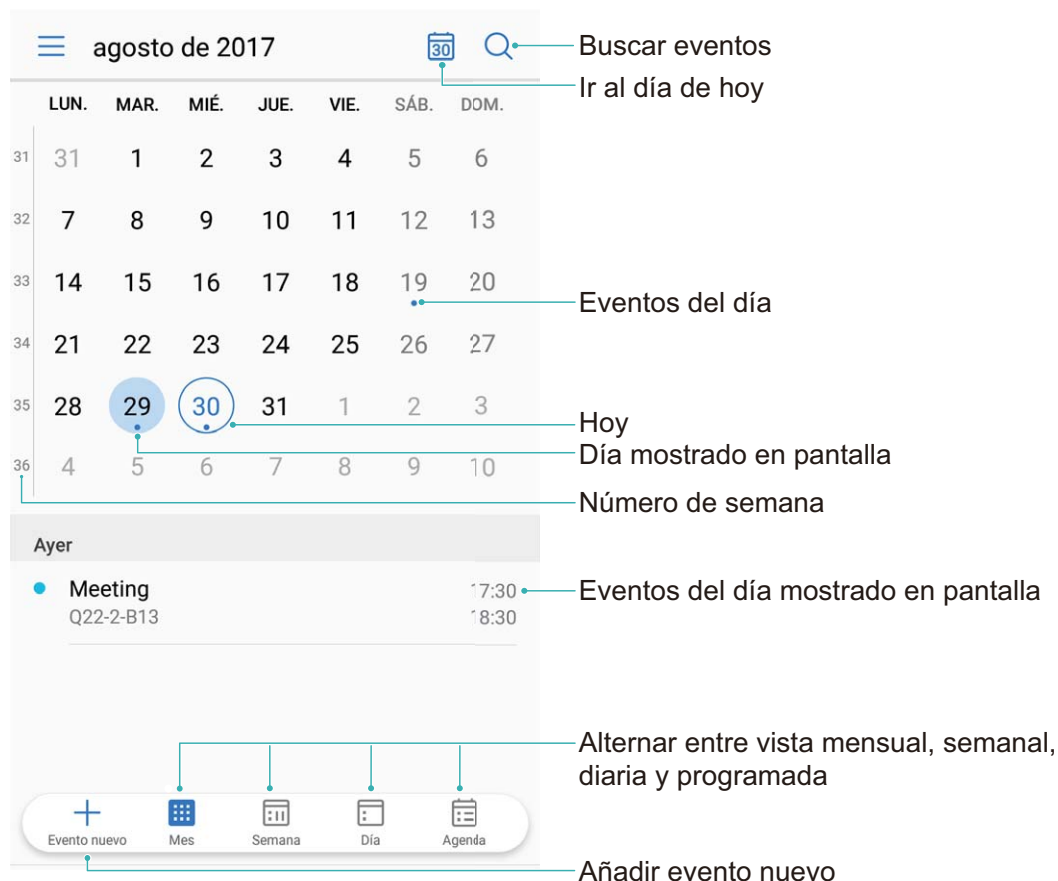 agosto de 2017
30
Buscar eventos
Ir al día de hoy
LUN. MAR. MIÉ. JUE. VIE. SÁB. DOM.
31 31 1 2 3 4 5 6
32 7 8 9 10 11 12 13
33 14 15 16 17 18 19 20
Eventos del día
34 21 22 23 24 25 26 27
35 28 29 30 31 1 2 3
Hoy
Día mostrado en pantalla
36 4 5 6 7 8 9 10
Número de semana
Ayer
Meeting 17:30
Eventos del día mostrado en pantalla
Q22-2-B13 18:30
Alternar entre vista mensual, semanal,
diaria y programada
Evento nuevo Mes Semana Día Agenda
Añadir evento nuevo